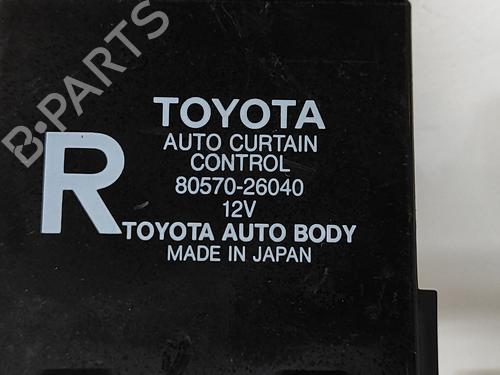 B-PARTS
TOYOTA
AUTO CURTAIN
CONTROL
R
80570-26040
12V
TOYOTA AUTO BODY
MADE IN JAPAN